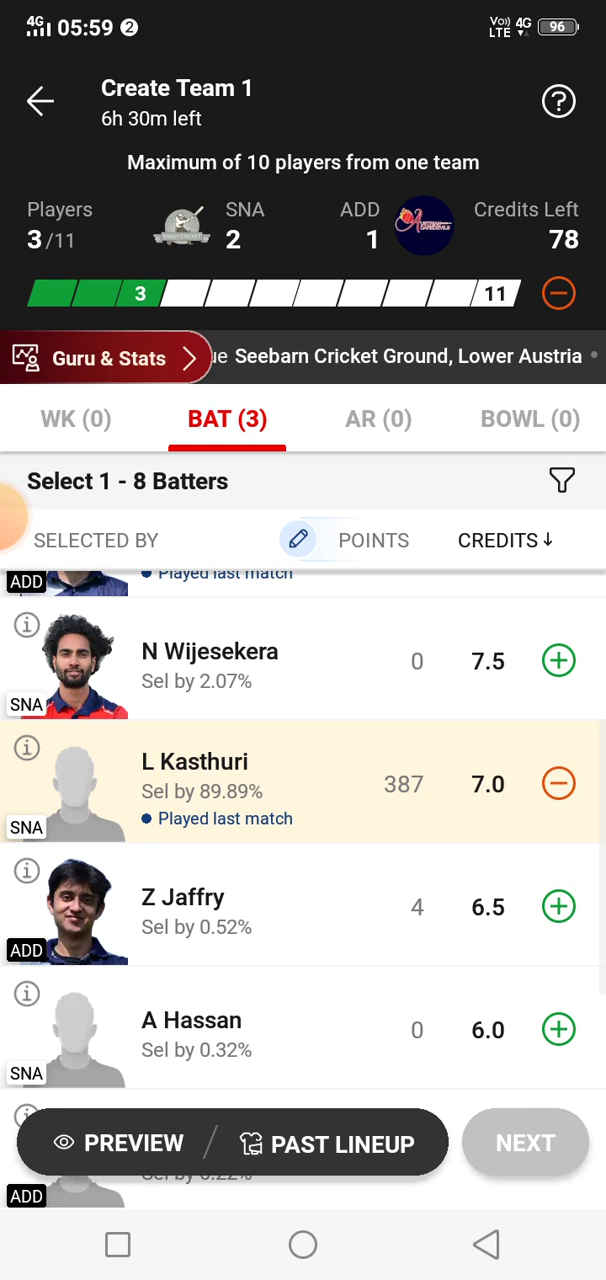 4G 05:59 2 Vo)) LTE 4G 96
Create Team 1
6h 30m left
Maximum of 10 players from one team
Players SNA ADD Credits Left
3/11 2 1 78
3 11
Guru & Stats ue Seebarn Cricket Ground, Lower Austria
WK (0) BAT (3) AR (0) BOWL (0)
Select 1 - 8 Batters
SELECTED BY POINTS CREDITS↓
Played last match
ADD
N Wijesekera 0 7.5
Sel by 2.07%
SNA
L Kasthuri 387 7.0
Sel by 89.89%
Played last match
SNA
Z Jaffry 4 6.5
Sel by 0.52%
ADD
A Hassan 0 6.0
Sel by 0.32%
SNA
PREVIEW / PAST LINEUP NEXT
Sel by 0.22%
ADD